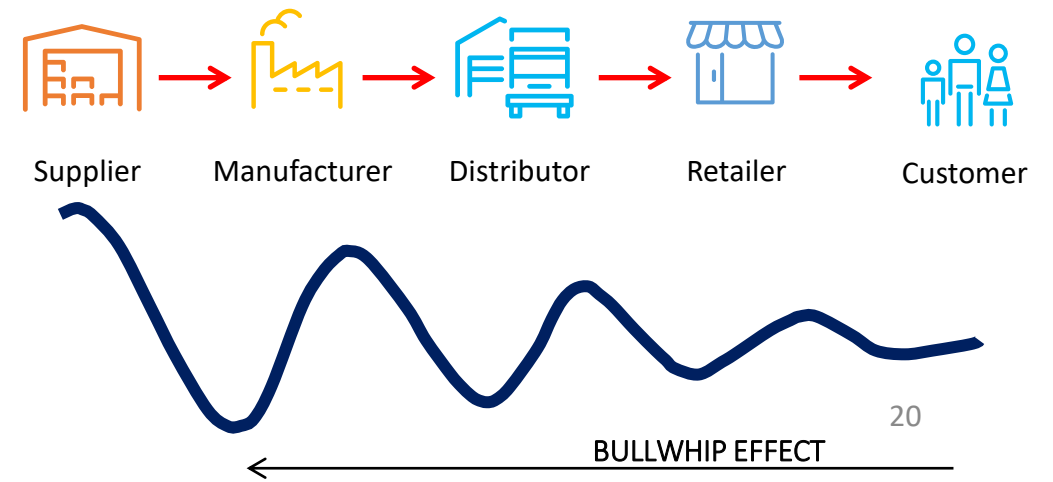 Supplier Manufacturer Distributor Retailer Customer
20
BULLWHIP EFFECT